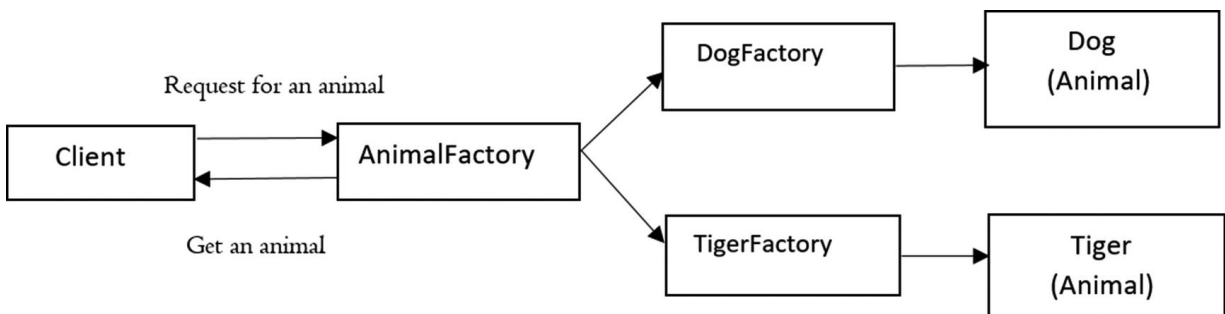 Request for an animal
Client
AnimalFactory
Get an animal
DogFactory
Dog
(Animal)
TigerFactory
Tiger
(Animal)